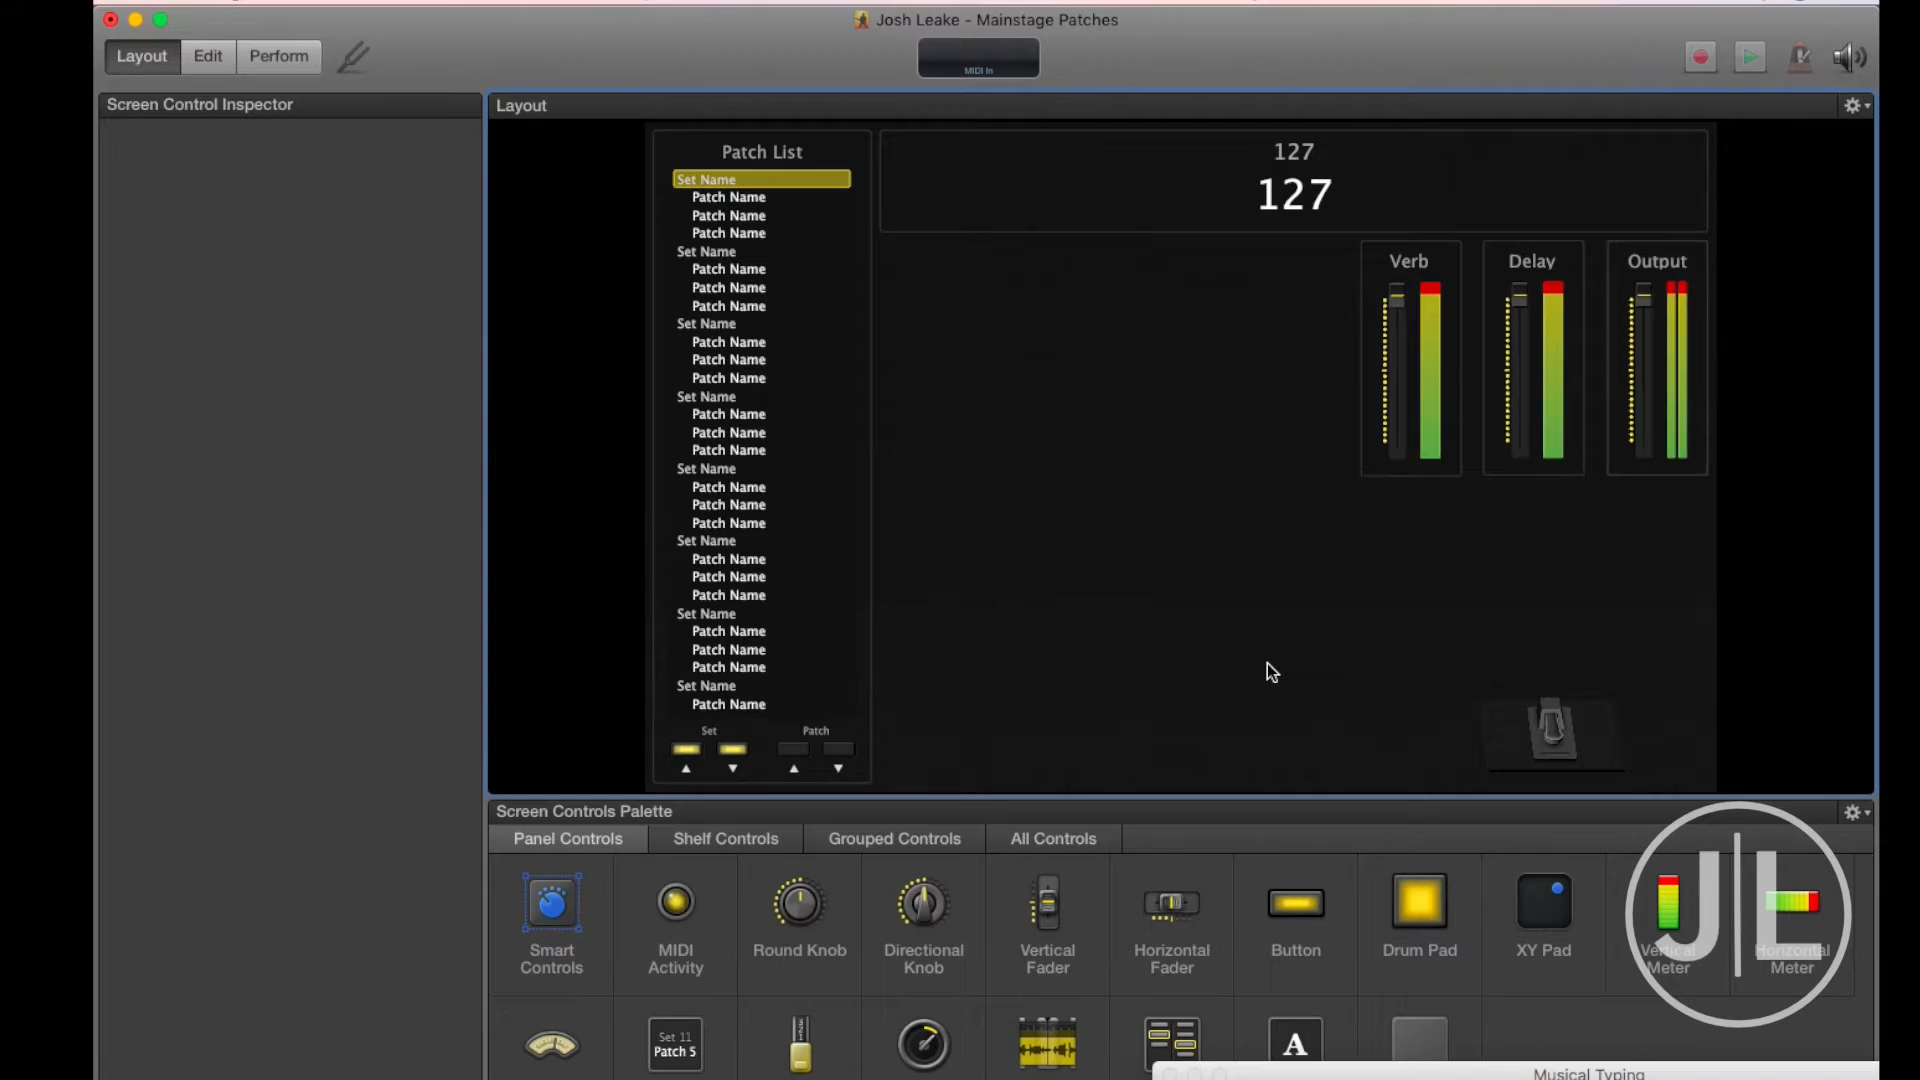 Josh Leake - Mainstage Patches
Layout Edit Perform
MIDI In
Screen Control Inspector
Layout
Patch List
127
127
Set Name
Patch Name
Patch Name
Patch Name
Set Name
Patch Name
Patch Name
Patch Name
Set Name
Patch Name
Patch Name
Patch Name
Set Name
Patch Name
Patch Name
Patch Name
Set Name
Patch Name
Patch Name
Patch Name
Set Name
Patch Name
Patch Name
Patch Name
Set Name
Patch Name
Patch Name
Patch Name
Set Name
Patch Name
Set Patch
Verb Delay Output
Screen Controls Palette
Panel Controls Shelf Controls Grouped Controls All Controls
Smart Controls
MIDI Activity
Round Knob
Directional Knob
Vertical Fader
Horizontal Fader
Button
Drum Pad
XY Pad
Vertical Meter
Horizontal Meter
Set 11
Patch 5
A
JL
Musical Typing